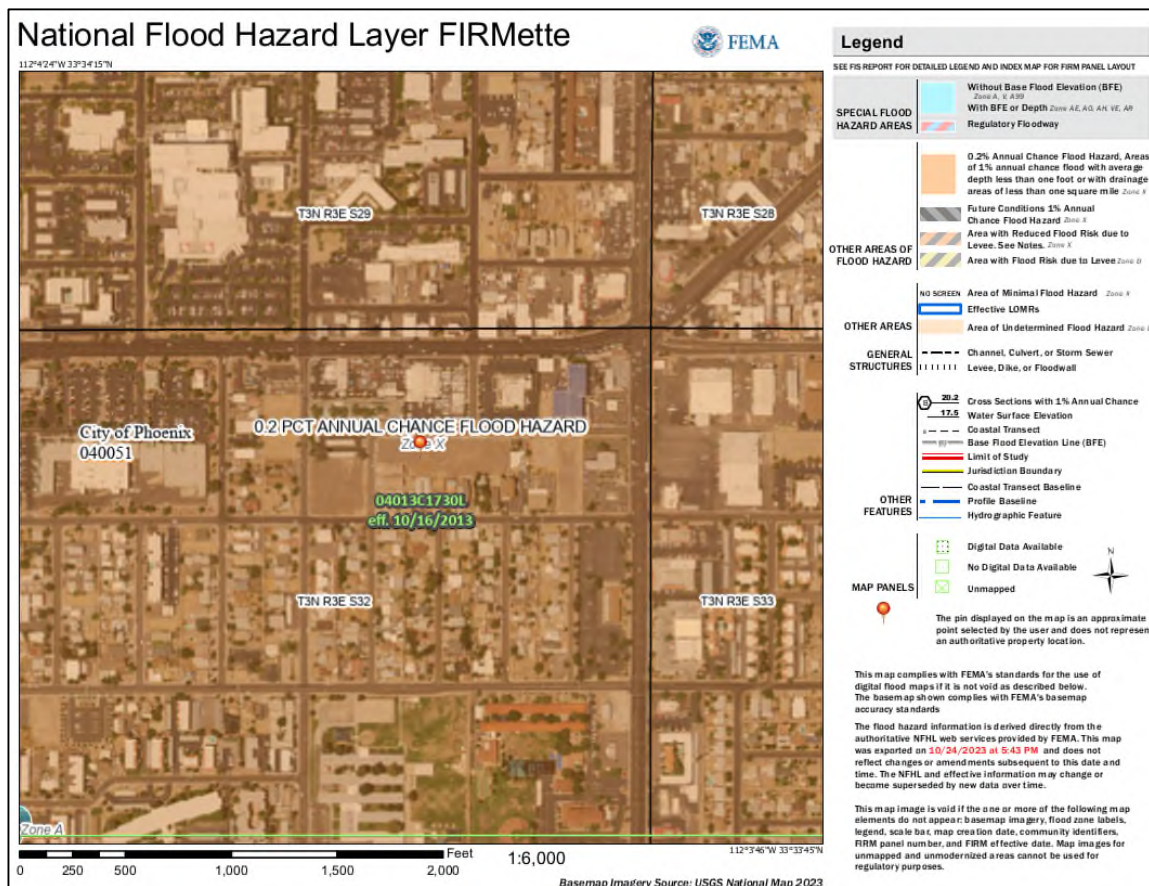 National Flood Hazard Layer FIRMette
FEMA
112°4'24"W 33°34'15"N
T3N R3E S29
T3N R3E S28
City of Phoenix
040051
0.2 PCT ANNUAL CHANCE FLOOD HAZARD
Zone X
04013C1730L
eff. 10/16/2013
T3N R3E S32
T3N R3E S33
Zone A
112°3'46"W 33°33'45"N
0 250 500 1,000 1,500 2,000
Feet
1:6,000
Basemap Imagery Source: USGS National Map 2023
Legend
SEE FIS REPORT FOR DETAILED LEGEND AND INDEX MAP FOR FIRM PANEL LAYOUT
SPECIAL FLOOD
HAZARD AREAS
Without Base Flood Elevation (BFE)
Zone A, V, A99
With BFE or Depth Zone AE, AO, AH, VE, AR
Regulatory Floodway
OTHER AREAS OF
FLOOD HAZARD
0.2% Annual Chance Flood Hazard, Areas
of 1% annual chance flood with average
depth less than one foot or with drainage
areas of less than one square mile Zone X
Future Conditions 1% Annual
Chance Flood Hazard Zone X
Area with Reduced Flood Risk due to
Levee. See Notes. Zone X
Area with Flood Risk due to Levee Zone D
OTHER AREAS
NO SCREEN Area of Minimal Flood Hazard Zone X
Effective LOMRs
Area of Undetermined Flood Hazard Zone
GENERAL
STRUCTURES
Channel, Culvert, or Storm Sewer
Levee, Dike, or Floodwall
OTHER
FEATURES
B 20.2 Cross Sections with 1% Annual Chance
17.5 Water Surface Elevation
Coastal Transect
Base Flood Elevation Line (BFE)
Limit of Study
Jurisdiction Boundary
Coastal Transect Baseline
Profile Baseline
Hydrographic Feature
MAP PANELS
Digital Data Available
No Digital Data Available
Unmapped
N
The pin displayed on the map is an approximate
point selected by the user and does not represen
an authoritative property location.
This map complies with FEMA's standards for the use of
digital flood maps if it is not void as described below.
The basemap shown complies with FEMA's basemap
accuracy standards
The flood hazard information is derived directly from the
authoritative NFHL web services provided by FEMA. This map
was exported on 10/24/2023 at 5:43 PM and does not
reflect changes or amendments subsequent to this date and
time. The NFHL and effective information may change or
become superseded by new data over time.
This map image is void if the one or more of the following map
elements do not appear: basemap imagery, flood zone labels,
legend, scale bar, map creation date, community identifiers,
FIRM panel number, and FIRM effective date. Map images for
unmapped and unmodernized areas cannot be used for
regulatory purposes.